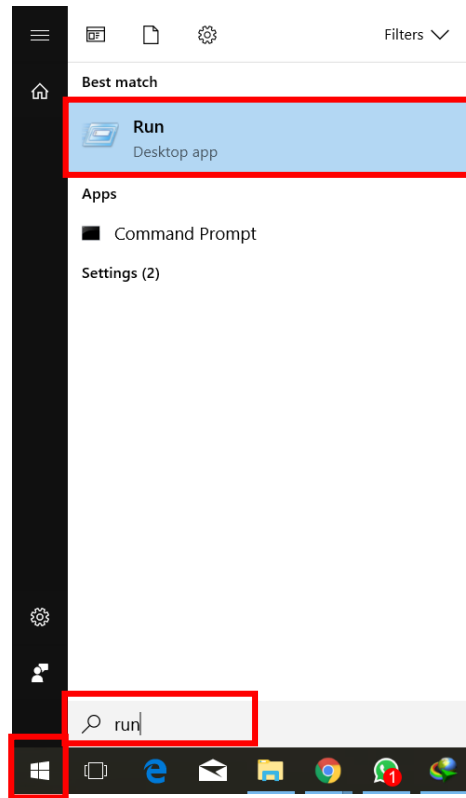 Filters
Best match
Run
Desktop app
Apps
Command Prompt
Settings (2)
run
1